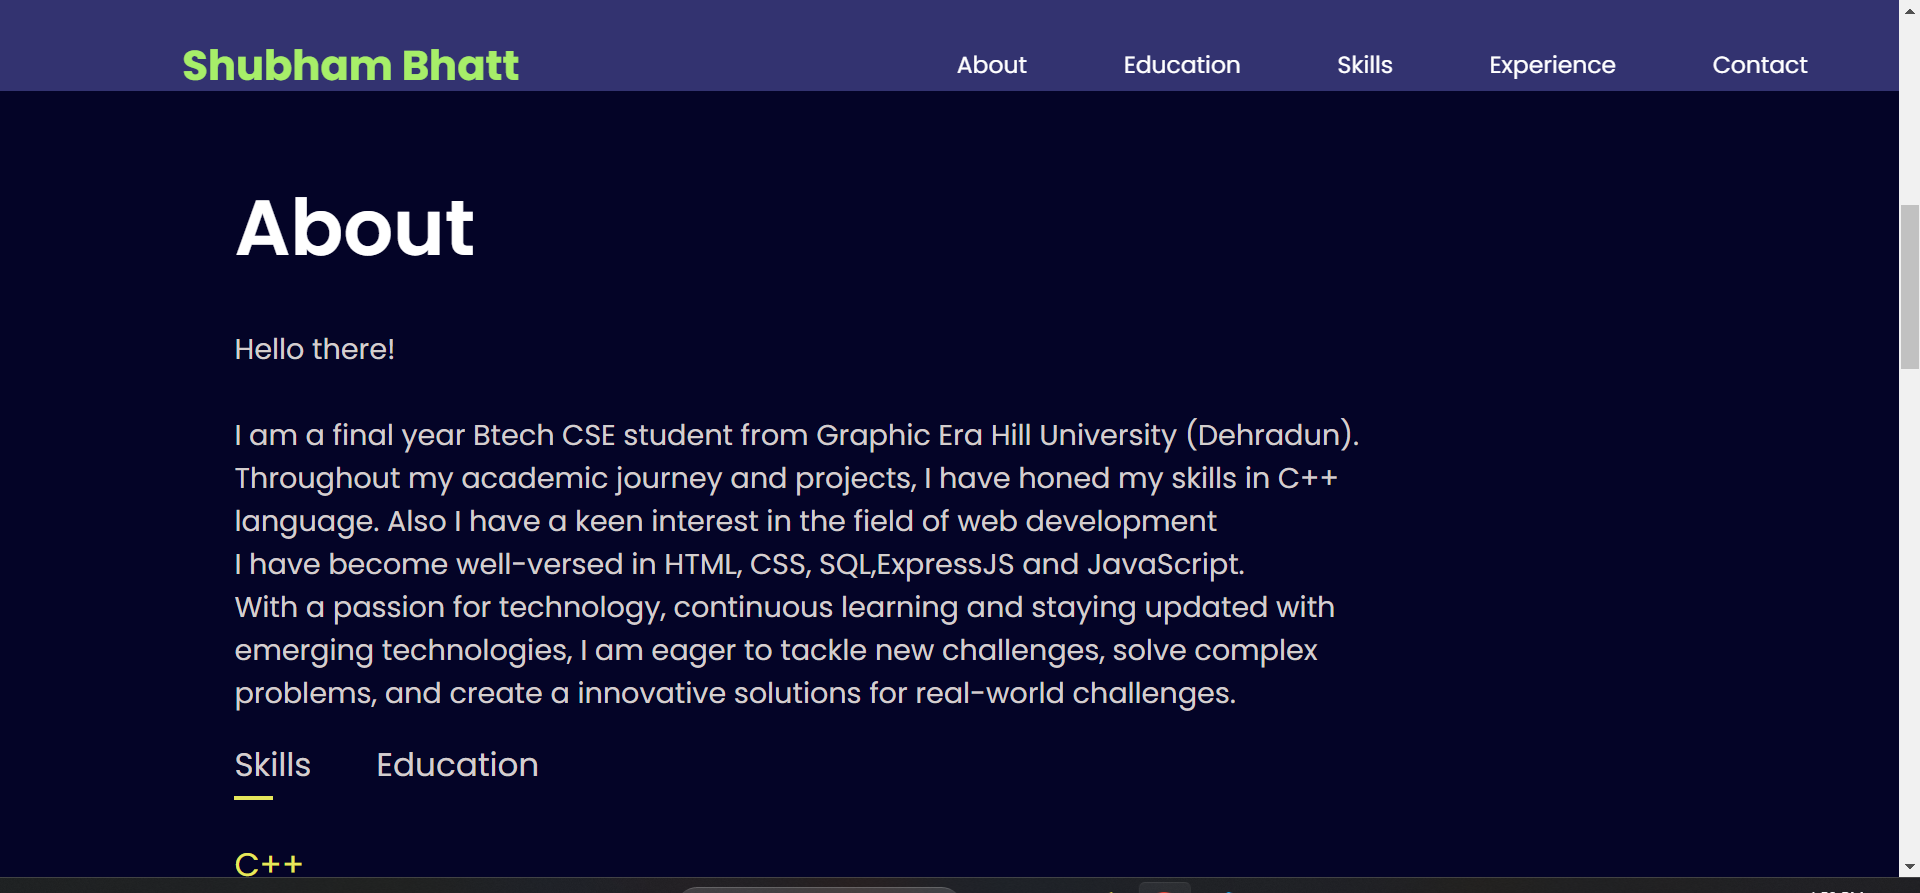 Shubham Bhatt
About
Education
Skills
Experience
Contact
About
Hello there!
I am a final year Btech CSE student from Graphic Era Hill University (Dehradun).
Throughout my academic journey and projects, I have honed my skills in C++
language. Also I have a keen interest in the field of web development
I have become well-versed in HTML, CSS, SQL,ExpressJS and JavaScript.
With a passion for technology, continuous learning and staying updated with
emerging technologies, I am eager to tackle new challenges, solve complex
problems, and create a innovative solutions for real-world challenges.
Skills
Education
C++